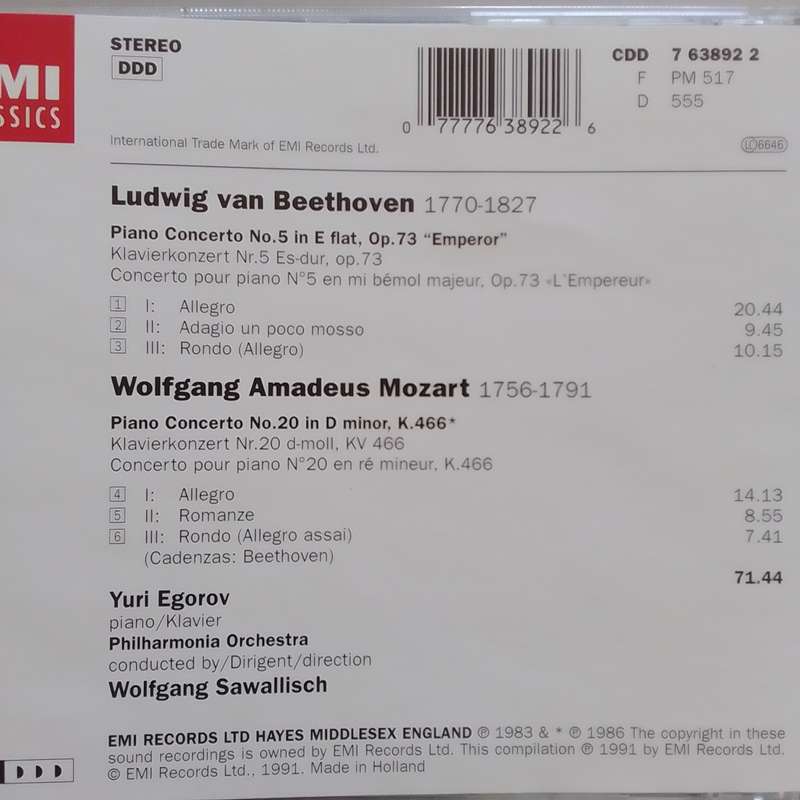 EMI
CLASSICS
STEREO
DDD
CDD 7 63892 2
F PM 517
D 555
0 77776 38922 6
International Trade Mark of EMI Records Ltd.
LC 6646
Ludwig van Beethoven 1770-1827
Piano Concerto No.5 in E flat, Op.73 “Emperor”
Klavierkonzert Nr.5 Es-dur, op.73
Concerto pour piano N°5 en mi bémol majeur, Op.73 «L'Empereur»
1 I: Allegro 20.44
2 II: Adagio un poco mosso 9.45
3 III: Rondo (Allegro) 10.15
Wolfgang Amadeus Mozart 1756-1791
Piano Concerto No.20 in D minor, K.466*
Klavierkonzert Nr.20 d-moll, KV 466
Concerto pour piano N°20 en ré mineur, K.466
4 I: Allegro 14.13
5 II: Romanze 8.55
6 III: Rondo (Allegro assai) 7.41
(Cadenzas: Beethoven)
71.44
Yuri Egorov
piano/Klavier
Philharmonia Orchestra
conducted by/Dirigent/direction
Wolfgang Sawallisch
EMI RECORDS LTD HAYES MIDDLESEX ENGLAND ℗ 1983 & * ℗ 1986 The copyright in these
sound recordings is owned by EMI Records Ltd. This compilation ℗ 1991 by EMI Records Ltd.
© EMI Records Ltd., 1991. Made in Holland
D D D